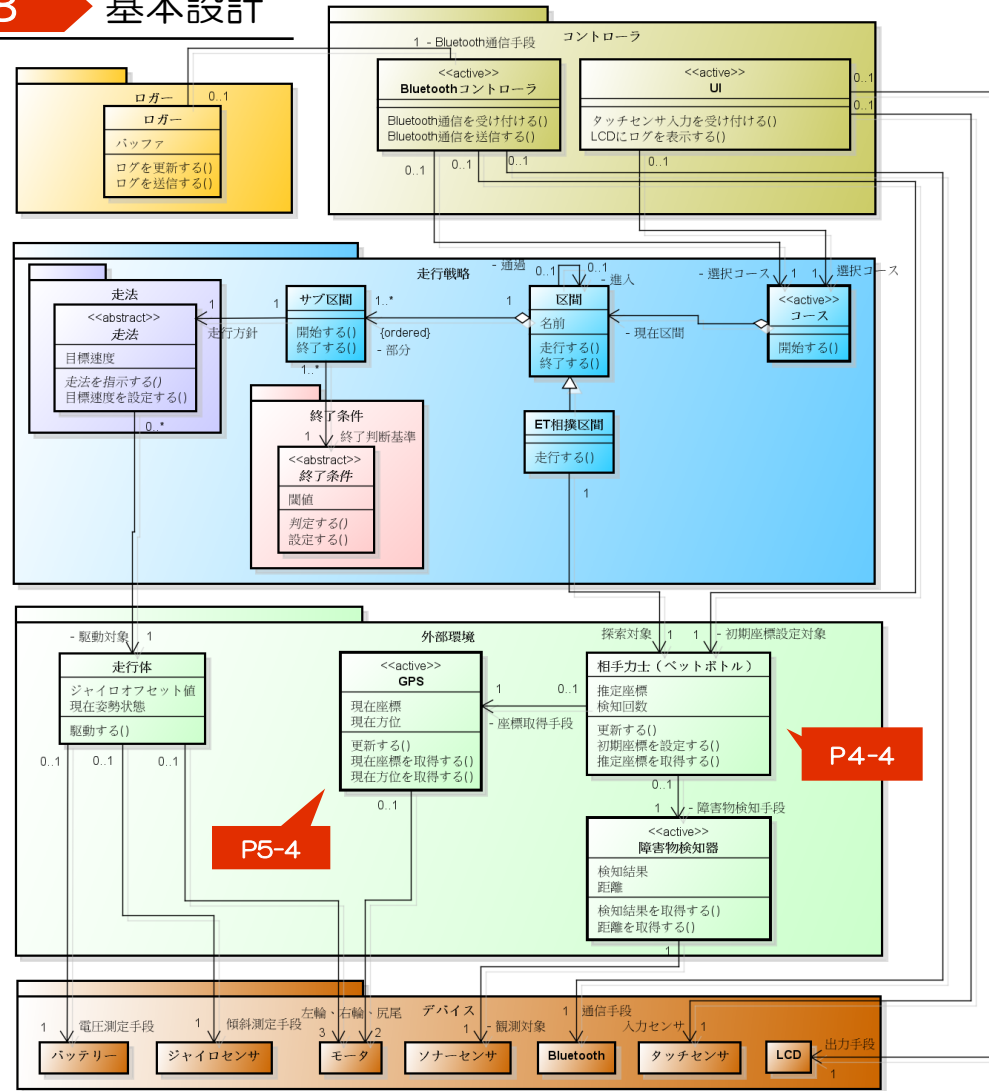 3 基本設計
コントローラ
1 - Bluetooth通信手段
<<active>>
Bluetoothコントローラ
Bluetooth通信を受け付ける()
Bluetooth通信を送信する()
<<active>>
UI
タッチセンサ入力を受け付ける()
LCDにログを表示する()
0..1
0..1
0..1
0..1
0..1
0..1
ロガー
0..1
ロガー
バッファ
ログを更新する()
ログを送信する()
走行戦略
走法
<<abstract>>
走法
目標速度
走法を指示する()
目標速度を設定する()
0..*
1
走行方針
1
サブ区間
開始する()
終了する()
1..*
1..*
{ordered}
- 部分
1
- 通過
0..1
0..1
- 進入
区間
名前
走行する()
終了する()
- 現在区間
- 選択コース
1
1
選択コース
<<active>>
コース
開始する()
終了条件
1
終了判断基準
<<abstract>>
終了条件
閾値
判定する()
設定する()
ET相撲区間
走行する()
1
外部環境
- 駆動対象
1
走行体
ジャイロオフセット値
現在姿勢状態
駆動する()
0..1
0..1
0..1
<<active>>
GPS
現在座標
現在方位
更新する()
現在座標を取得する()
現在方位を取得する()
0..1
1
0..1
- 座標取得手段
探索対象
1
1
- 初期座標設定対象
相手力士（ペットボトル）
推定座標
検知回数
更新する()
初期座標を設定する()
推定座標を取得する()
P4-4
P5-4
0..1
1
- 障害物検知手段
<<active>>
障害物検知器
検知結果
距離
検知結果を取得する()
距離を取得する()
1
デバイス
1
電圧測定手段
バッテリー
1
傾斜測定手段
ジャイロセンサ
左輪、右輪、尻尾
3
2
モータ
1
- 観測対象
ソナーセンサ
1
通信手段
Bluetooth
入力センサ
1
タッチセンサ
LCD
出力手段
1